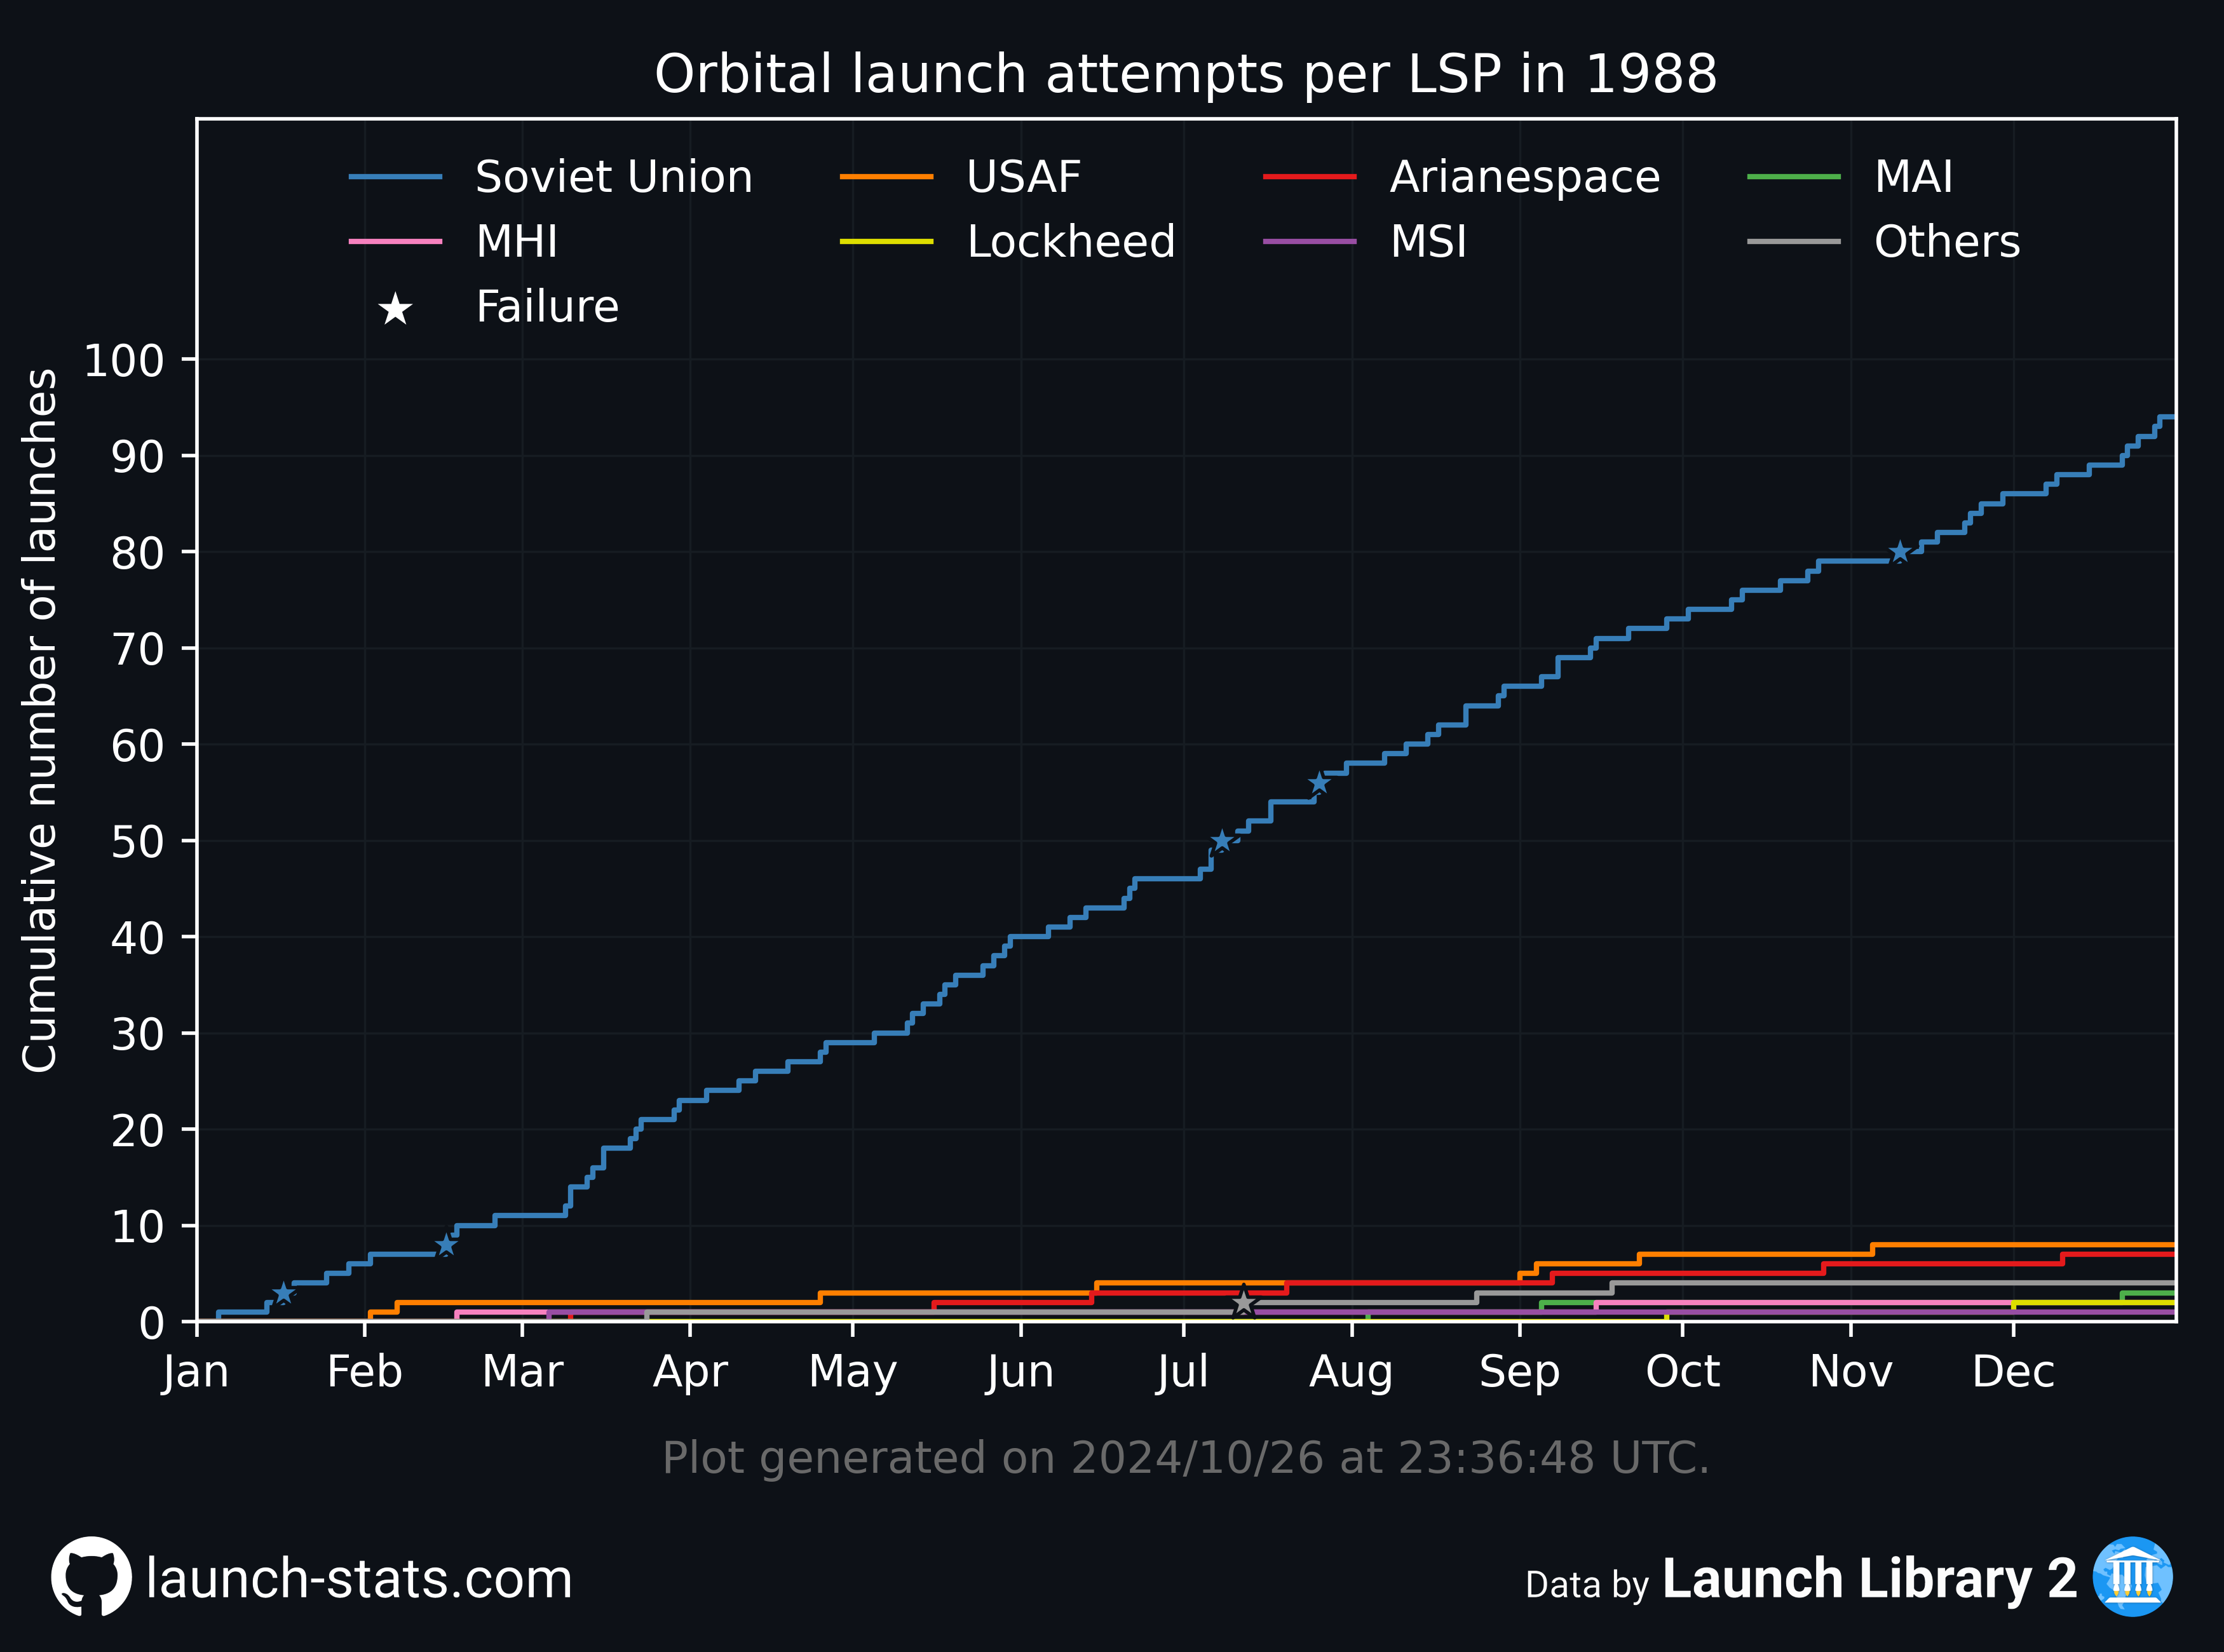 Orbital launch attempts per LSP in 1988
Soviet Union USAF Arianespace MAI
MHI Lockheed MSI Others
Failure
Cumulative number of launches
100
90
80
70
60
50
40
30
20
10
0
Jan Feb Mar Apr May Jun Jul Aug Sep Oct Nov Dec
Plot generated on 2024/10/26 at 23:36:48 UTC.
launch-stats.com
Data by Launch Library 2